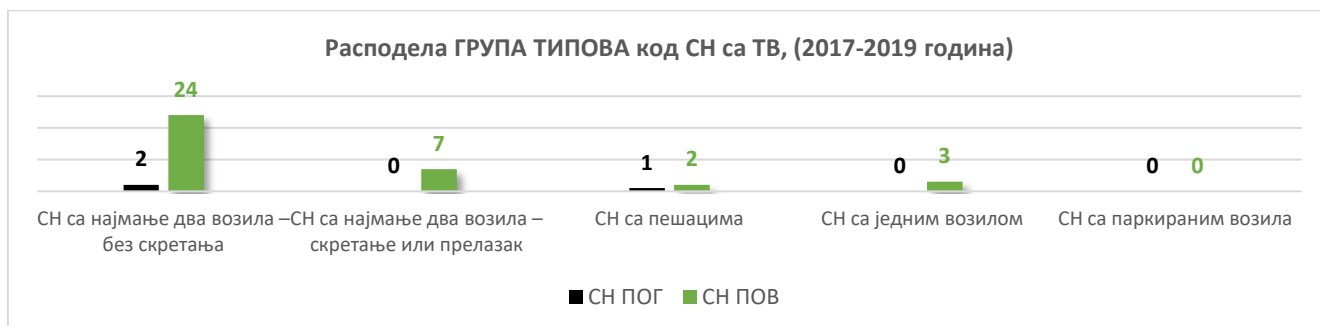 Расподела ГРУПА ТИПОВА код СН са ТВ, (2017-2019 година)
2
24
0
7
1
2
0
3
0
0
СН са најмање два возила –
без скретања
СН са најмање два возила –
скретање или прелазак
СН са пешацима
СН са једним возилом
СН са паркираним возила
СН ПОГ
СН ПОВ